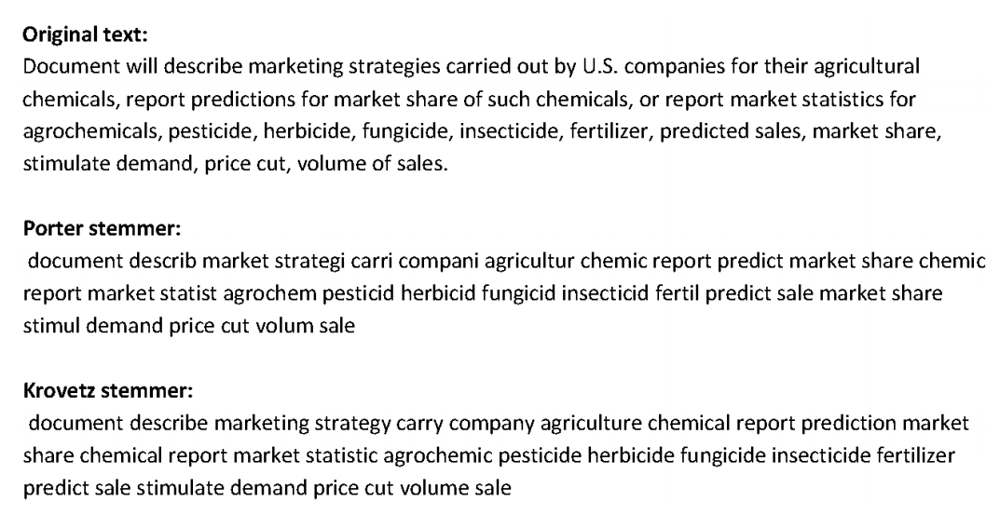 Original text:
Document will describe marketing strategies carried out by U.S. companies for their agricultural
chemicals, report predictions for market share of such chemicals, or report market statistics for
agrochemicals, pesticide, herbicide, fungicide, insecticide, fertilizer, predicted sales, market share,
stimulate demand, price cut, volume of sales.
Porter stemmer:
document describ market strategi carri compani agricultur chemic report predict market share chemic
report market statist agrochem pesticid herbicid fungicid insecticid fertil predict sale market share
stimul demand price cut volum sale
Krovetz stemmer:
document describe marketing strategy carry company agriculture chemical report prediction market
share chemical report market statistic agrochemic pesticide herbicide fungicide insecticide fertilizer
predict sale stimulate demand price cut volume sale